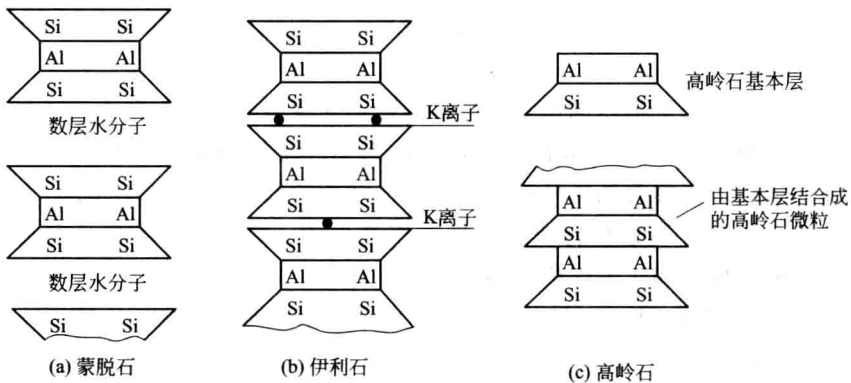 Si Si
Al Al
Si Si
数层水分子
Si Si
Al Al
Si Si
数层水分子
Si Si
(a) 蒙脱石
Si Si
Al Al
Si Si
K离子
Si Si
Al Al
Si Si
K离子
Si Si
Al Al
Si Si
(b) 伊利石
Al Al
Si Si
高岭石基本层
Al Al
Si Si
Al Al
Si Si
由基本层结合成
的高岭石微粒
(c) 高岭石